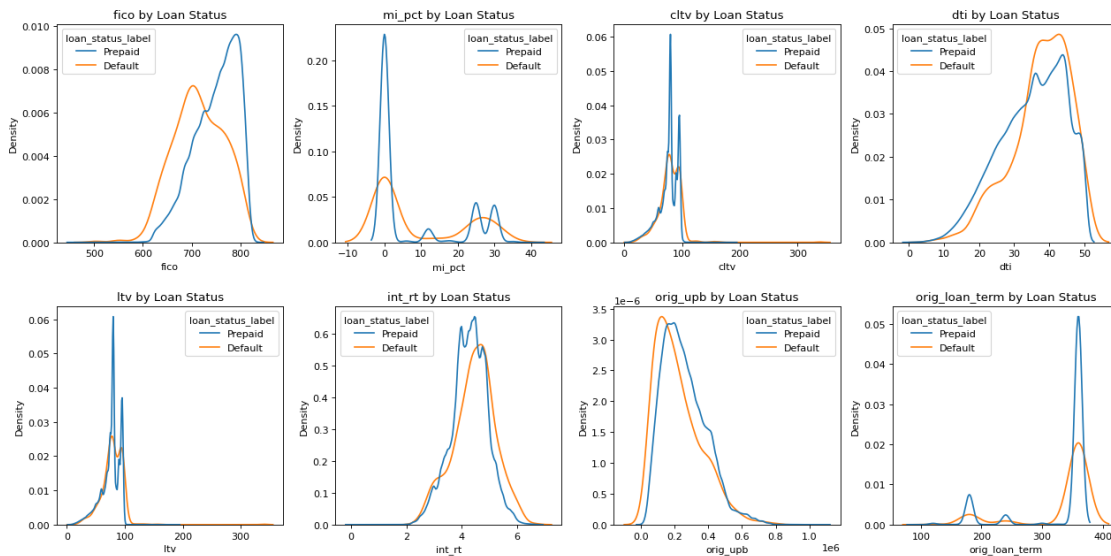 fico by Loan Status
loan_status_label
Prepaid
Default
0.010
0.008
0.006
0.004
0.002
0.000
Density
500 600 700 800
fico
mi_pct by Loan Status
loan_status_label
Prepaid
Default
0.20
0.15
0.10
0.05
0.00
Density
−10 0 10 20 30 40
mi_pct
cltv by Loan Status
loan_status_label
Prepaid
Default
0.06
0.05
0.04
0.03
0.02
0.01
0.00
Density
0 100 200 300
cltv
dti by Loan Status
loan_status_label
Prepaid
Default
0.05
0.04
0.03
0.02
0.01
0.00
Density
0 10 20 30 40 50
dti
ltv by Loan Status
loan_status_label
Prepaid
Default
0.06
0.05
0.04
0.03
0.02
0.01
0.00
Density
0 100 200 300
ltv
int_rt by Loan Status
loan_status_label
Prepaid
Default
0.6
0.5
0.4
0.3
0.2
0.1
0.0
Density
0 2 4 6
int_rt
1e−6 orig_upb by Loan Status
loan_status_label
Prepaid
Default
3.5
3.0
2.5
2.0
1.5
1.0
0.5
0.0
Density
0.0 0.2 0.4 0.6 0.8 1.0
orig_upb 1e6
orig_loan_term by Loan Status
loan_status_label
Prepaid
Default
0.05
0.04
0.03
0.02
0.01
0.00
Density
100 200 300 400
orig_loan_term